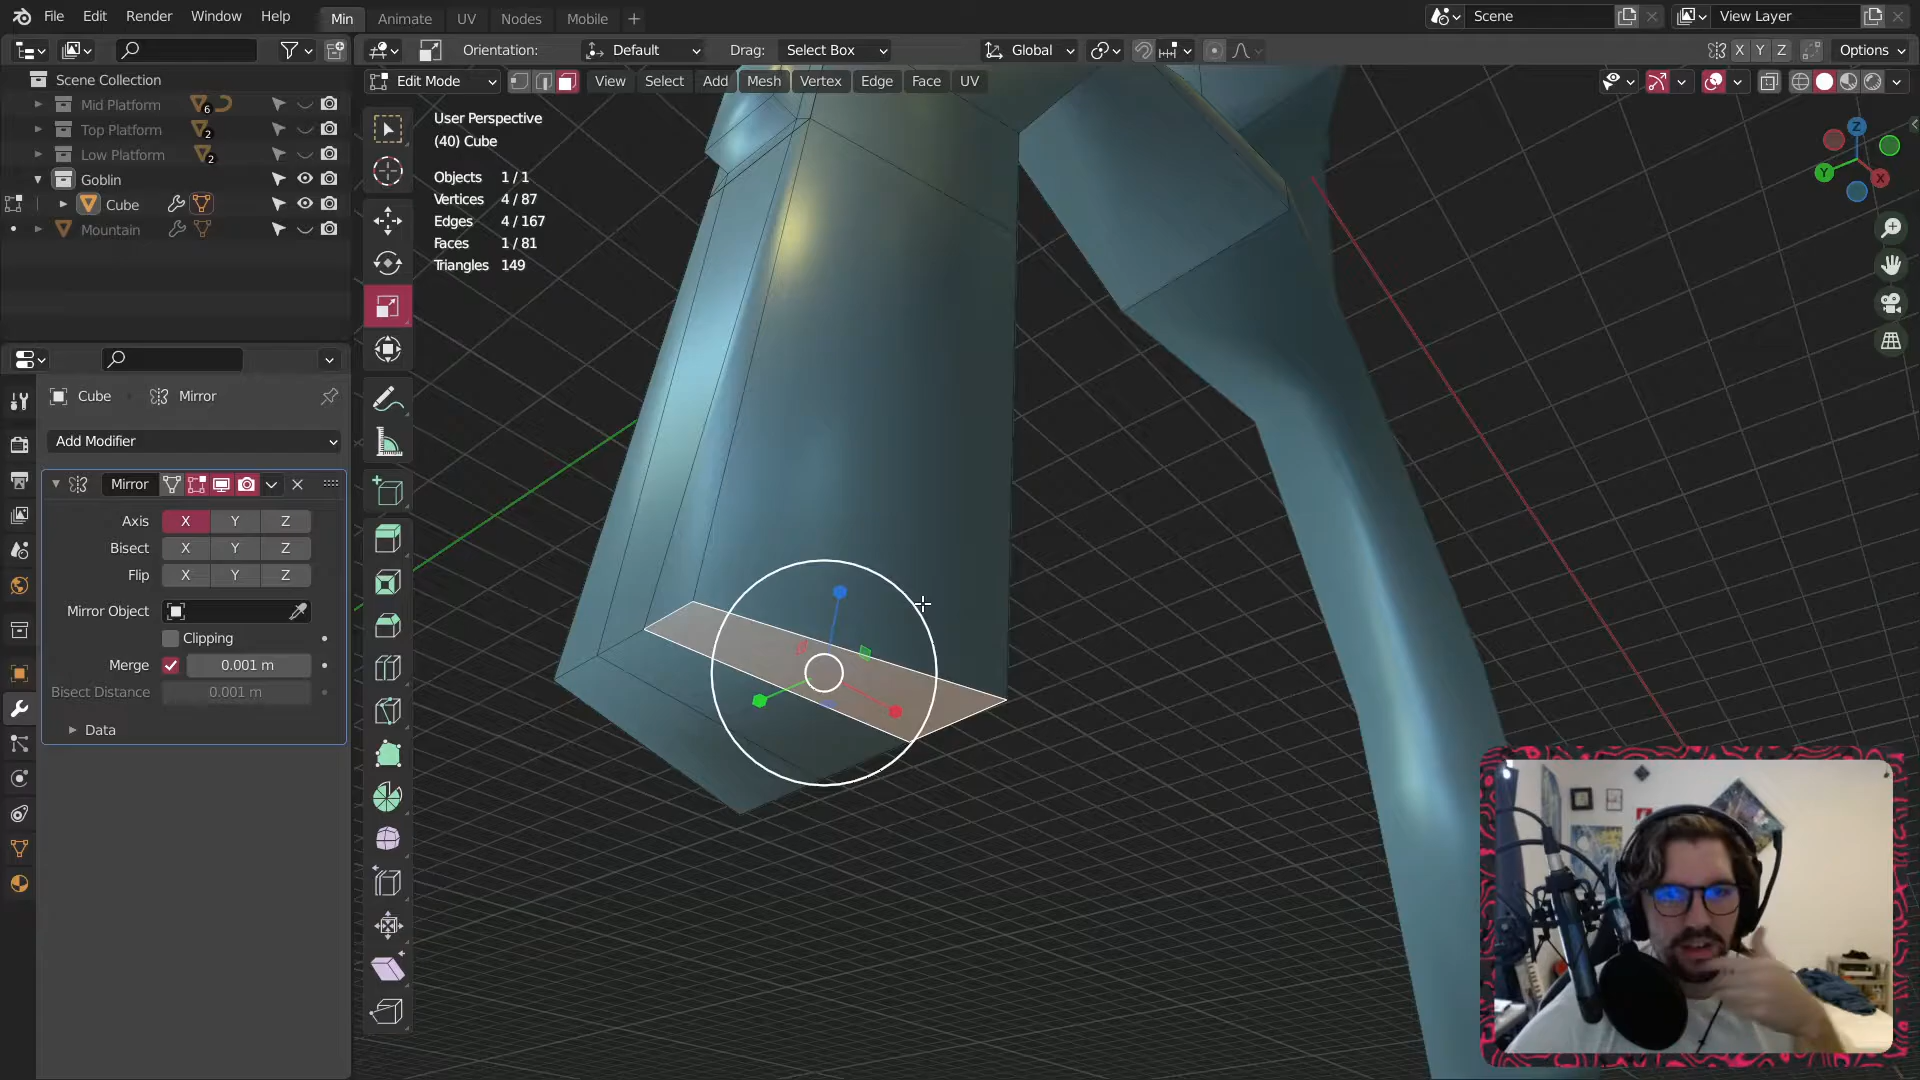 File Edit Render Window Help Min Animate UV Nodes Mobile + Scene View Layer
Orientation: Default Drag: Select Box Global X Y Z Options
Scene Collection
Mid Platform 6
Top Platform 2
Low Platform 2
Goblin
Cube
Mountain
Edit Mode View Select Add Mesh Vertex Edge Face UV
User Perspective
(40) Cube
Objects 1 / 1
Vertices 4 / 87
Edges 4 / 167
Faces 1 / 81
Triangles 149
Z
Y
X
Cube Mirror
Add Modifier
Mirror
Axis X Y Z
Bisect X Y Z
Flip X Y Z
Mirror Object
Clipping
Merge 0.001 m
Bisect Distance 0.001 m
Data